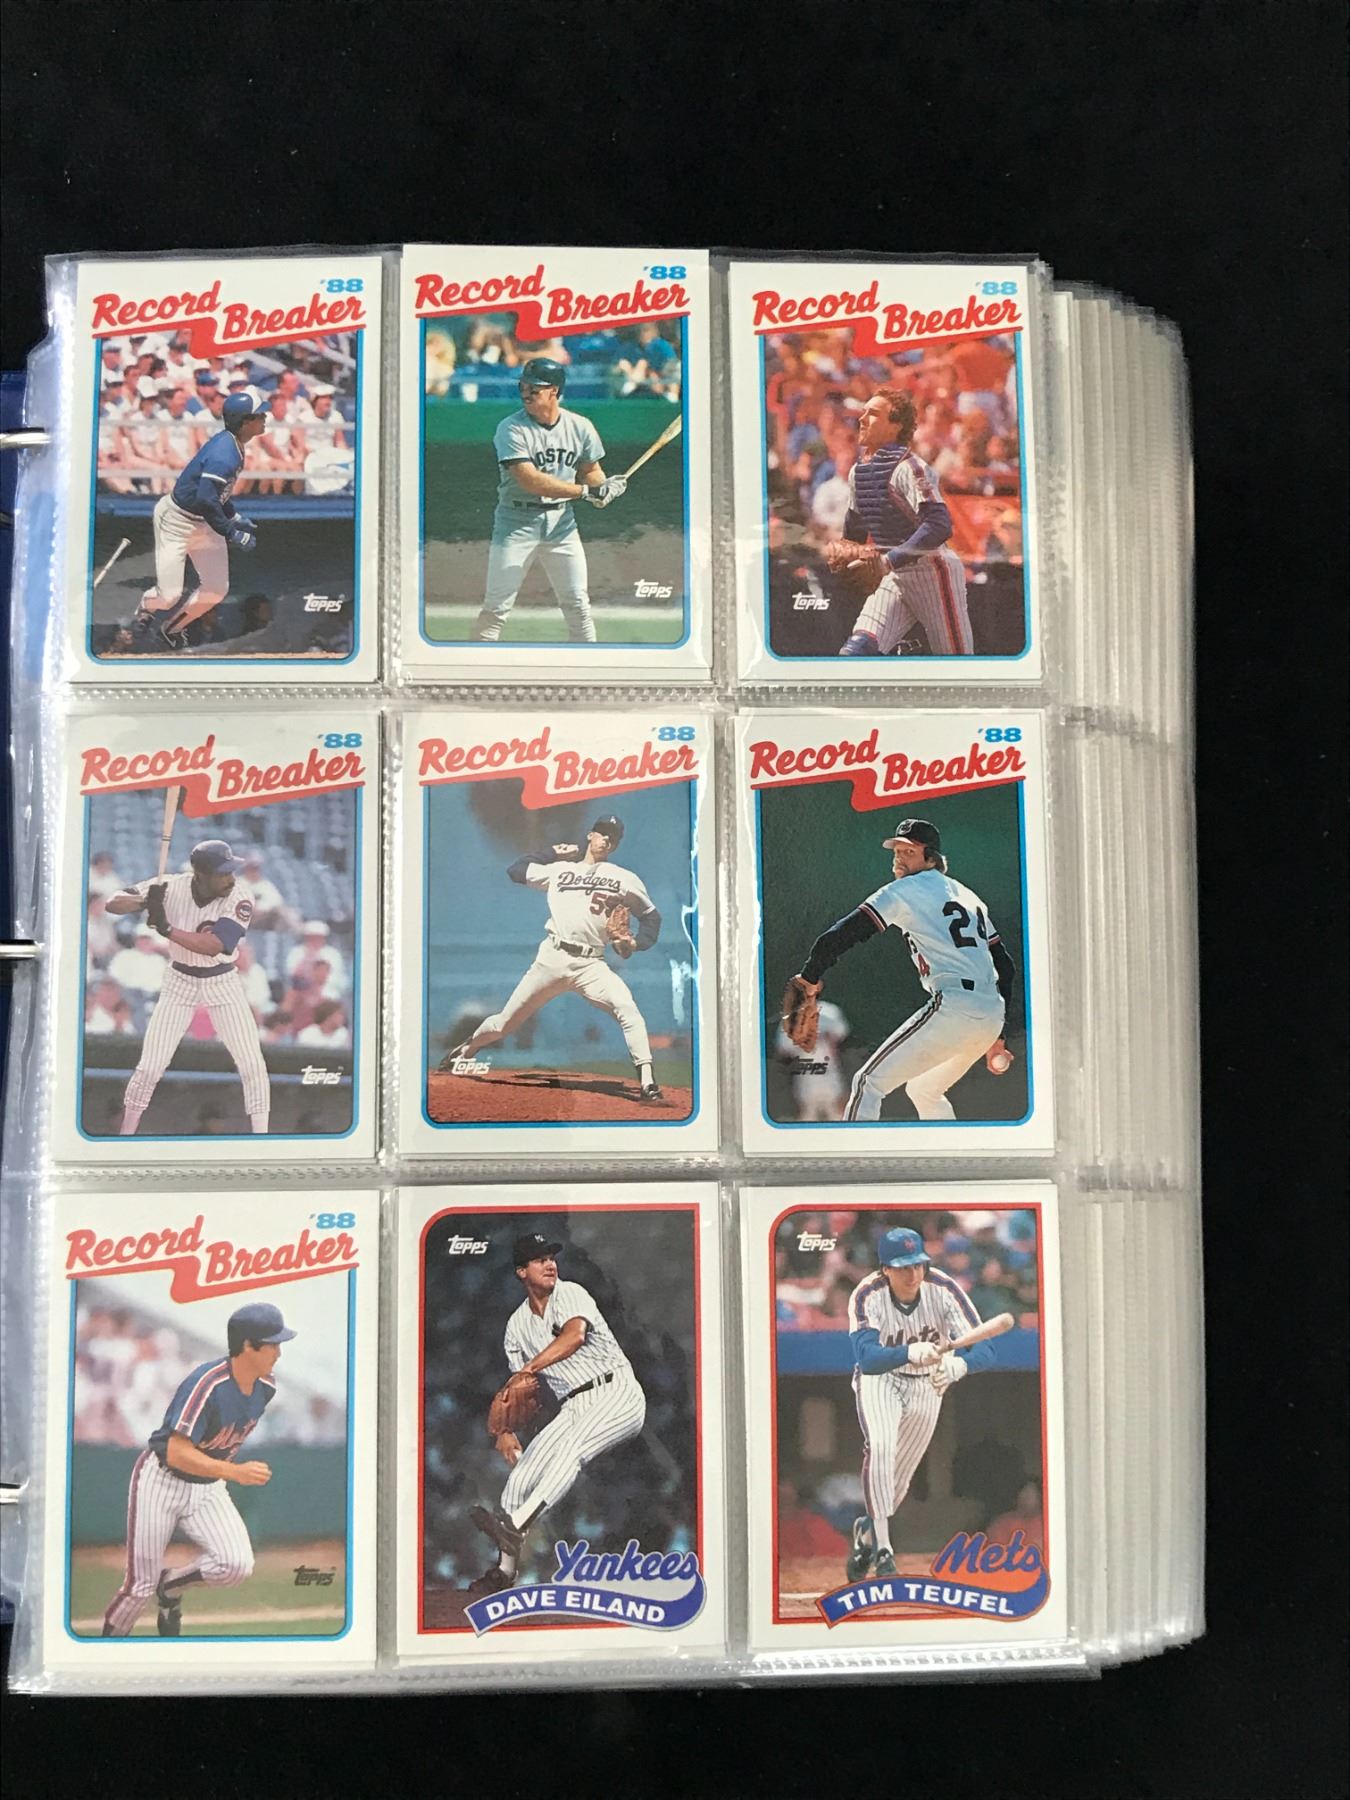 '88
Record Breaker
topps
'88
Record Breaker
BOSTO
topps
'88
Record Breaker
topps
'88
Record Breaker
topps
'88
Record Breaker
Dodgers
topps
'88
Record Breaker
24
topps
'88
Record Breaker
Mets
topps
topps
Yankees
DAVE EILAND
topps
Mets
Mets
TIM TEUFEL